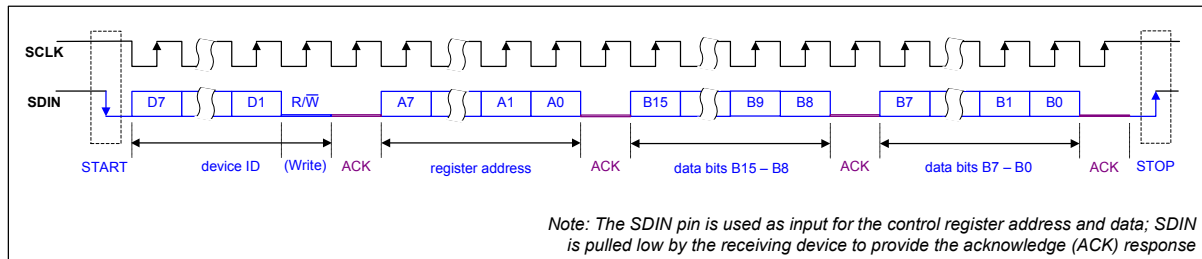 SCLK
SDIN
D7 D1 R/W̅ A7 A1 A0 B15 B9 B8 B7 B1 B0
START device ID (Write) ACK register address ACK data bits B15 – B8 ACK data bits B7 – B0 ACK STOP
Note: The SDIN pin is used as input for the control register address and data; SDIN
is pulled low by the receiving device to provide the acknowledge (ACK) response